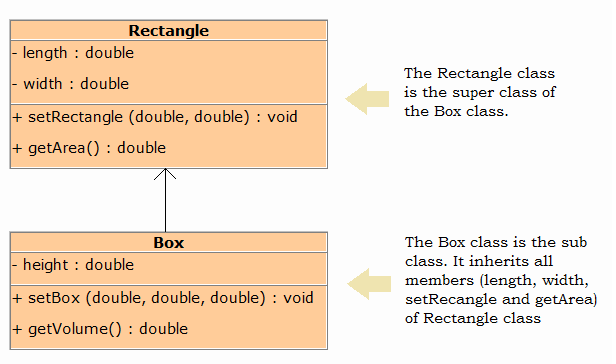 Rectangle
- length : double
- width : double
+ setRectangle (double, double) : void
+ getArea() : double
The Rectangle class
is the super class of
the Box class.
Box
- height : double
+ setBox (double, double, double) : void
+ getVolume() : double
The Box class is the sub
class. It inherits all
members (length, width,
setRecangle and getArea)
of Rectangle class